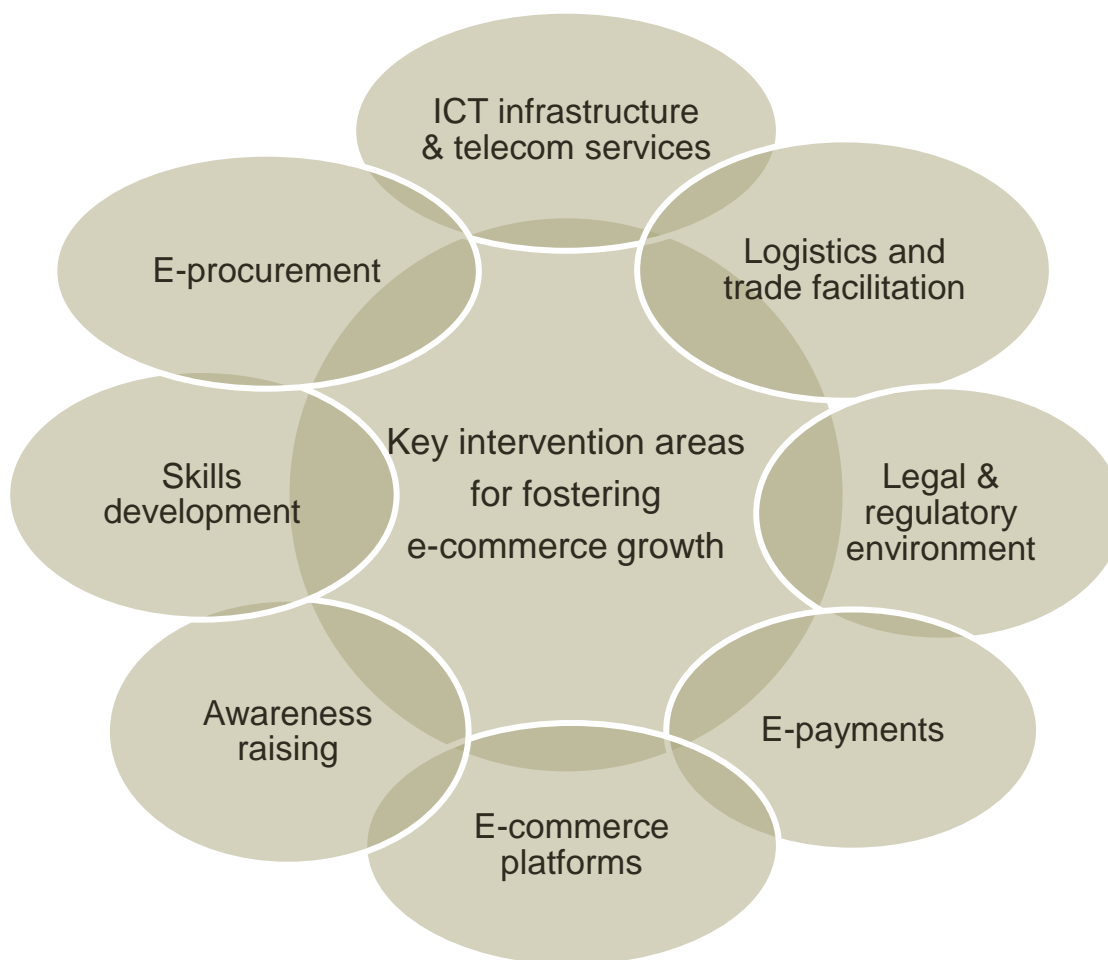 ICT infrastructure
& telecom services
Logistics and
trade facilitation
Legal &
regulatory
environment
E-payments
E-commerce
platforms
Awareness
raising
Skills
development
E-procurement
Key intervention areas
for fostering
e-commerce growth